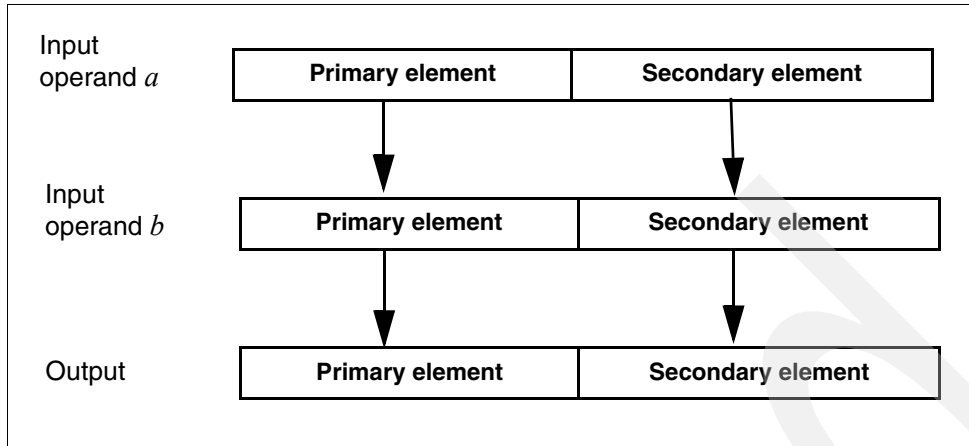 Input
operand a
Primary element Secondary element
Input
operand b
Primary element Secondary element
Output
Primary element Secondary element